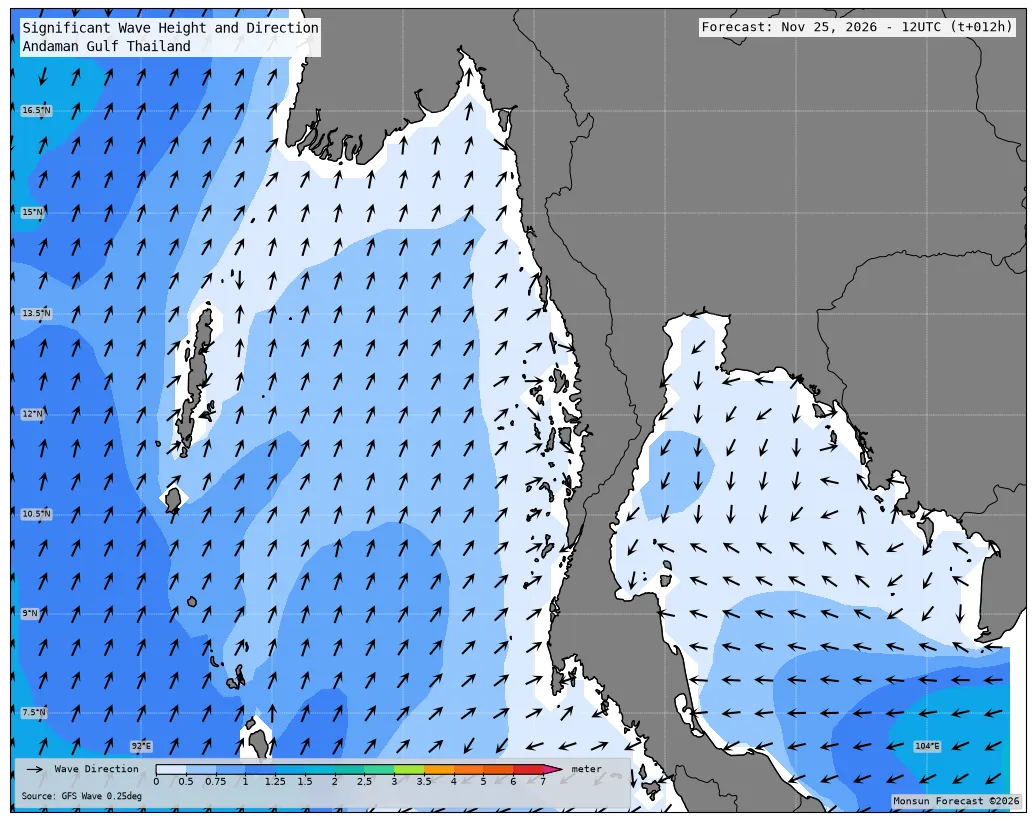 Significant Wave Height and Direction
Andaman Gulf Thailand
Forecast: Nov 25, 2026 - 12UTC (t+012h)
16.5°N
15°N
13.5°N
12°N
10.5°N
9°N
7.5°N
92°E
104°E
Wave Direction
0 0.5 0.75 1 1.25 1.5 2 2.5 3 3.5 4 5 6 7
meter
Source: GFS Wave 0.25deg
Monsun Forecast ©2026